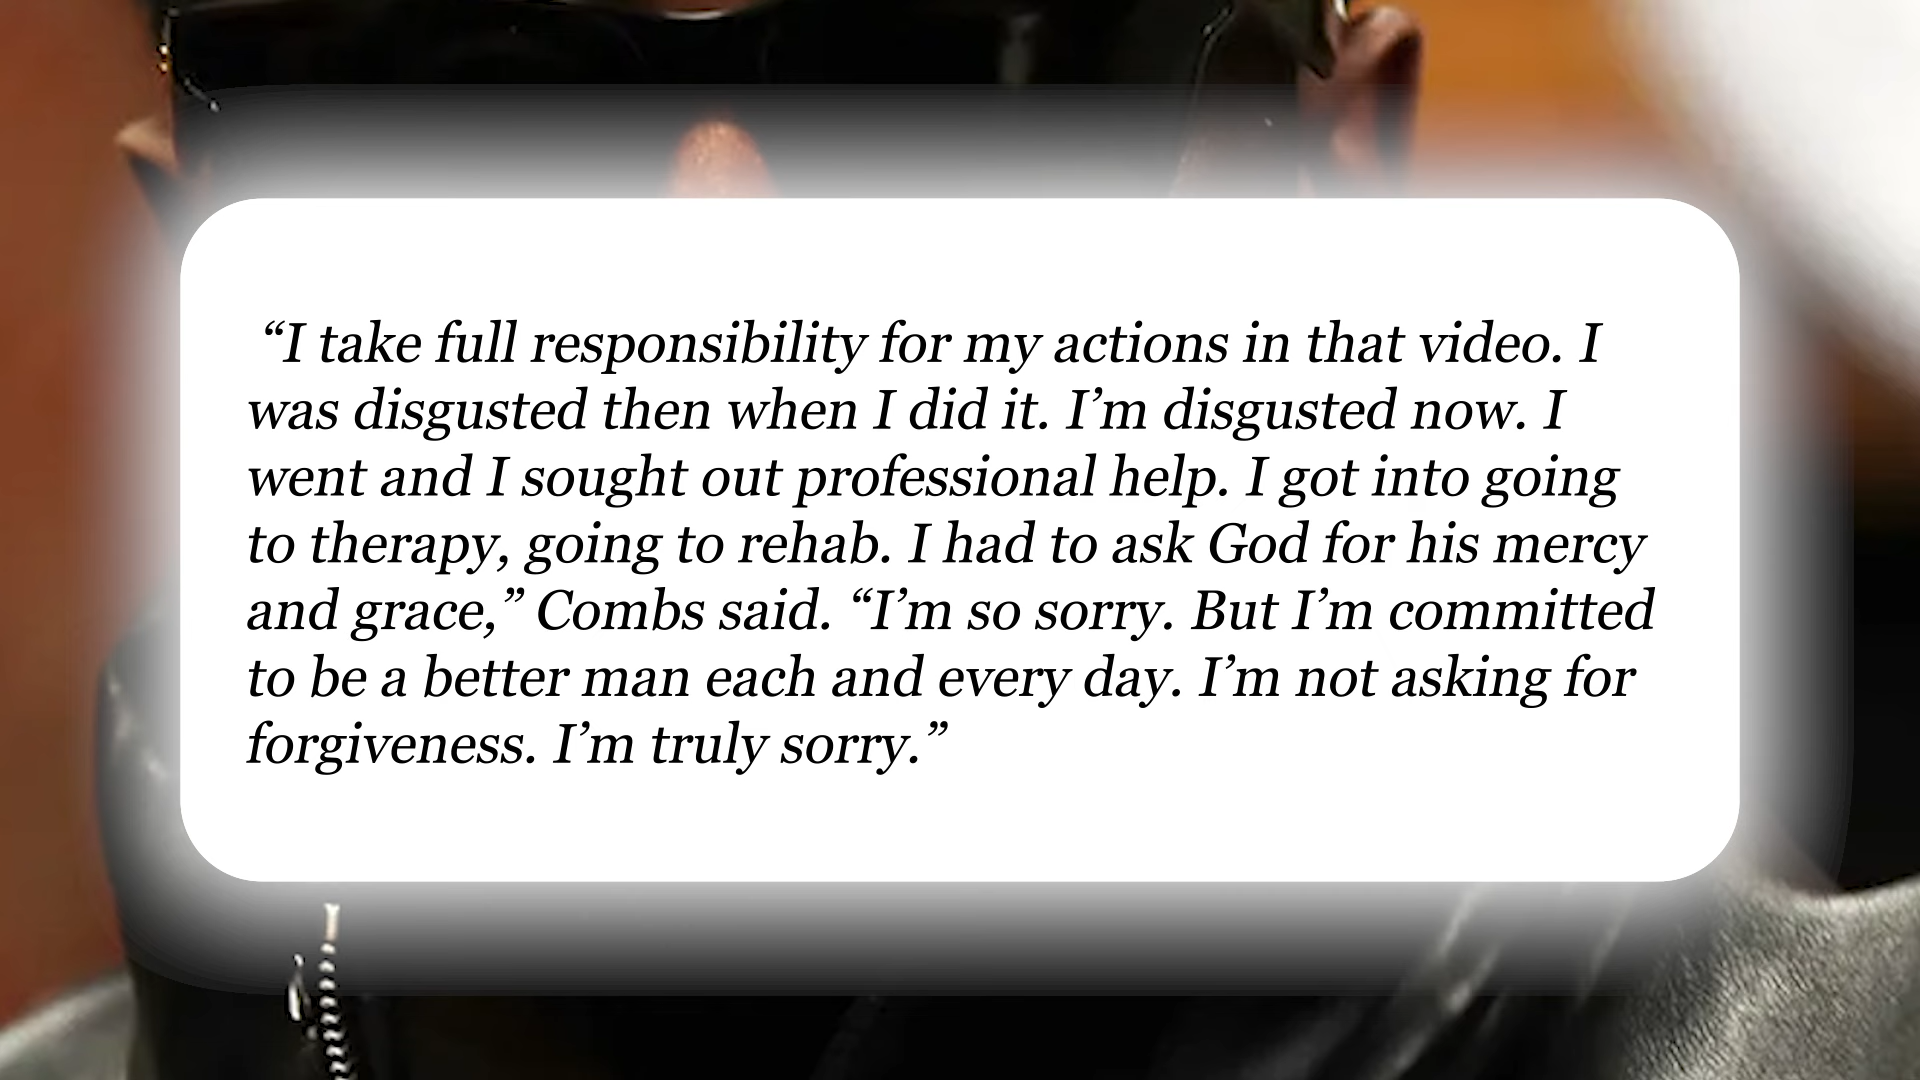 “I take full responsibility for my actions in that video. I
was disgusted then when I did it. I’m disgusted now. I
went and I sought out professional help. I got into going
to therapy, going to rehab. I had to ask God for his mercy
and grace,” Combs said. “I’m so sorry. But I’m committed
to be a better man each and every day. I’m not asking for
forgiveness. I’m truly sorry.”